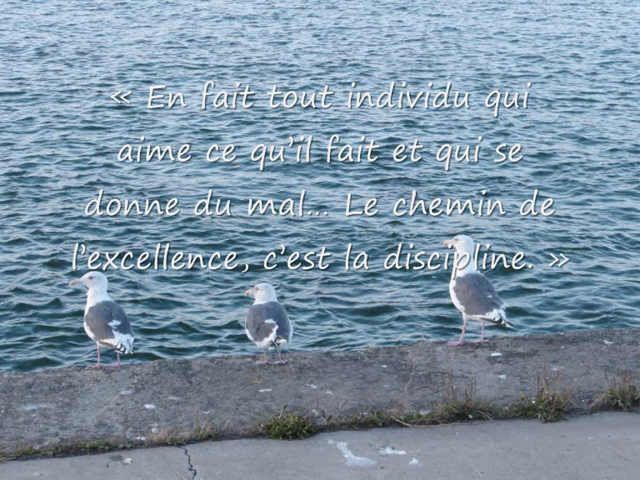 « En fait tout individu qui
aime ce qu’il fait et qui se
donne du mal... Le chemin de
l’excellence, c’est la discipline. »